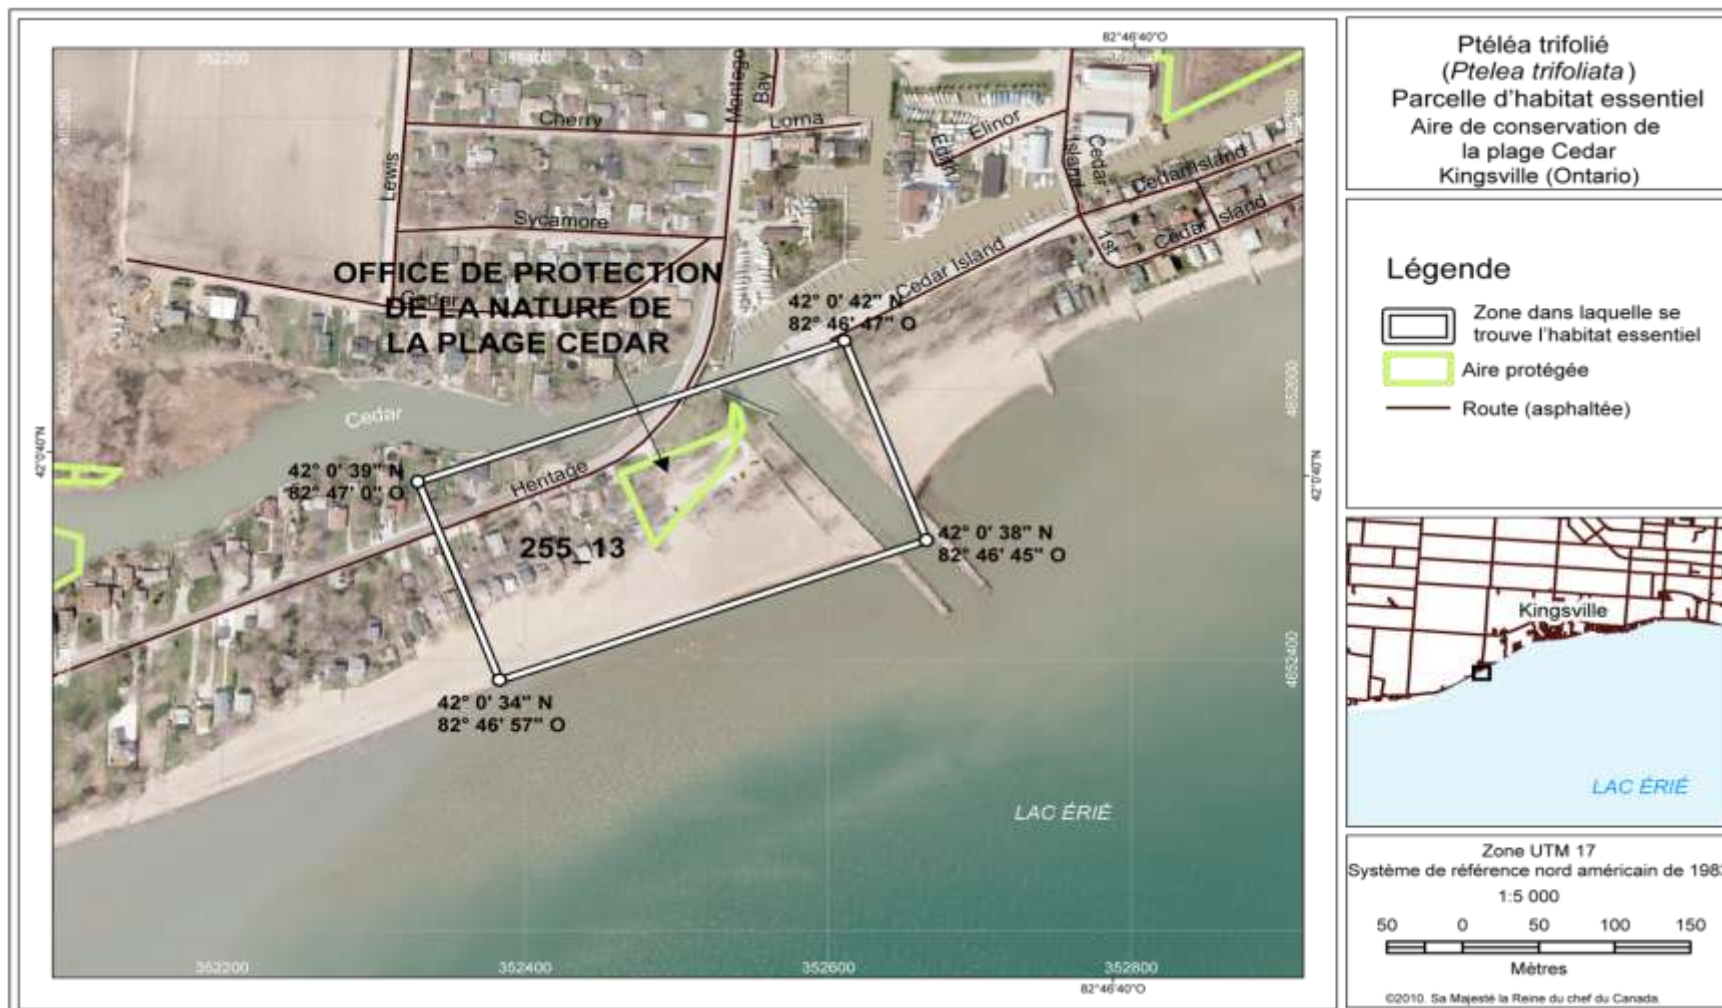 82°46'40"O
352200
352400
352600
Montego
Bay
Cherry
Lorna
Elinor
Edith
Island
Cedar
Cedar Island
Lewis
Sycamore
1st
Cedar Island
Cedar
OFFICE DE PROTECTION
DE LA NATURE DE
LA PLAGE CEDAR
Cedar Island
42° 0' 42" N
82° 46' 47" O
4652600
4652600
Cedar
42°0'40"N
42°0'40"N
42° 0' 39" N
82° 47' 0" O
Heritage
255_13
42° 0' 38" N
82° 46' 45" O
4652400
42° 0' 34" N
82° 46' 57" O
LAC ÉRIÉ
352200
352400
352600
352800
82°46'40"O
Ptéléa trifolié
(Ptelea trifoliata)
Parcelle d'habitat essentiel
Aire de conservation de
la plage Cedar
Kingsville (Ontario)
Légende
Zone dans laquelle se
trouve l'habitat essentiel
Aire protégée
Route (asphaltée)
Kingsville
LAC ÉRIÉ
Zone UTM 17
Système de référence nord américain de 1983
1:5 000
50 0 50 100 150
Mètres
©2010. Sa Majesté la Reine du chef du Canada.